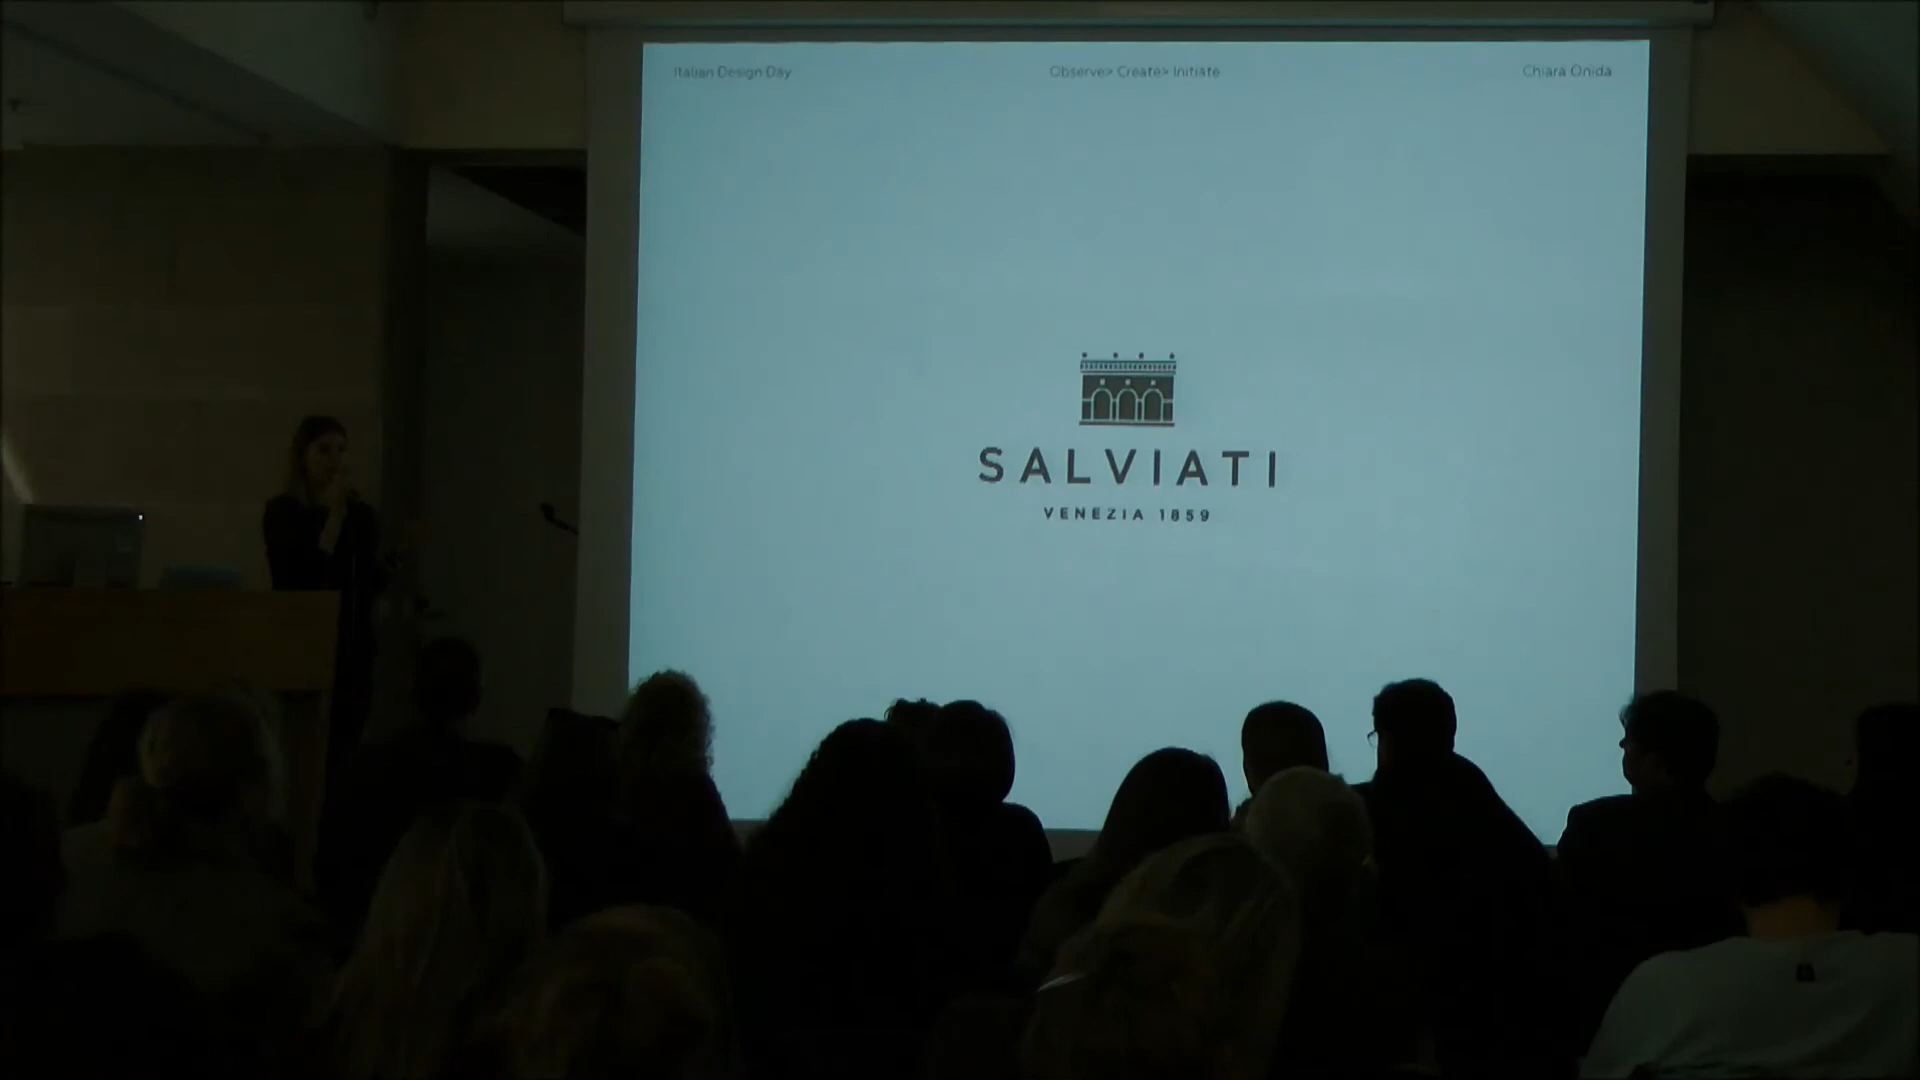 Italian Design Day
Observe> Create> Initiate
Chiara Onida
SALVIATI
VENEZIA 1859